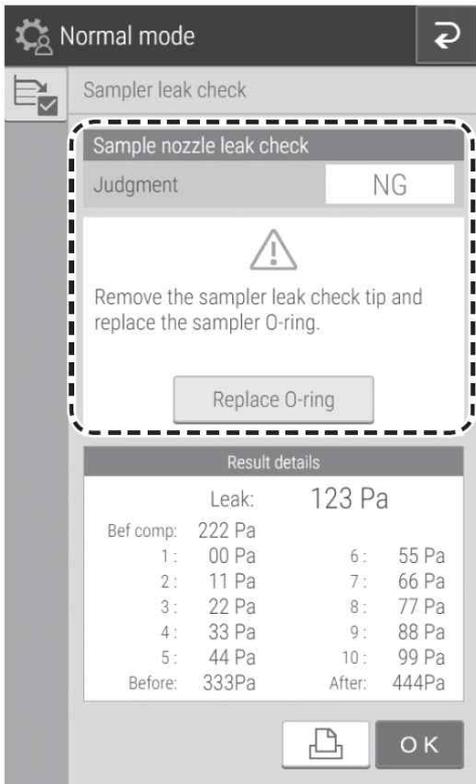 Normal mode
Sampler leak check
Sample nozzle leak check
Judgment NG
Remove the sampler leak check tip and
replace the sampler O-ring.
Replace O-ring
Result details
Leak: 123 Pa
Bef comp: 222 Pa
1 : 00 Pa 6 : 55 Pa
2 : 11 Pa 7 : 66 Pa
3 : 22 Pa 8 : 77 Pa
4 : 33 Pa 9 : 88 Pa
5 : 44 Pa 10 : 99 Pa
Before: 333Pa After: 444Pa
OK